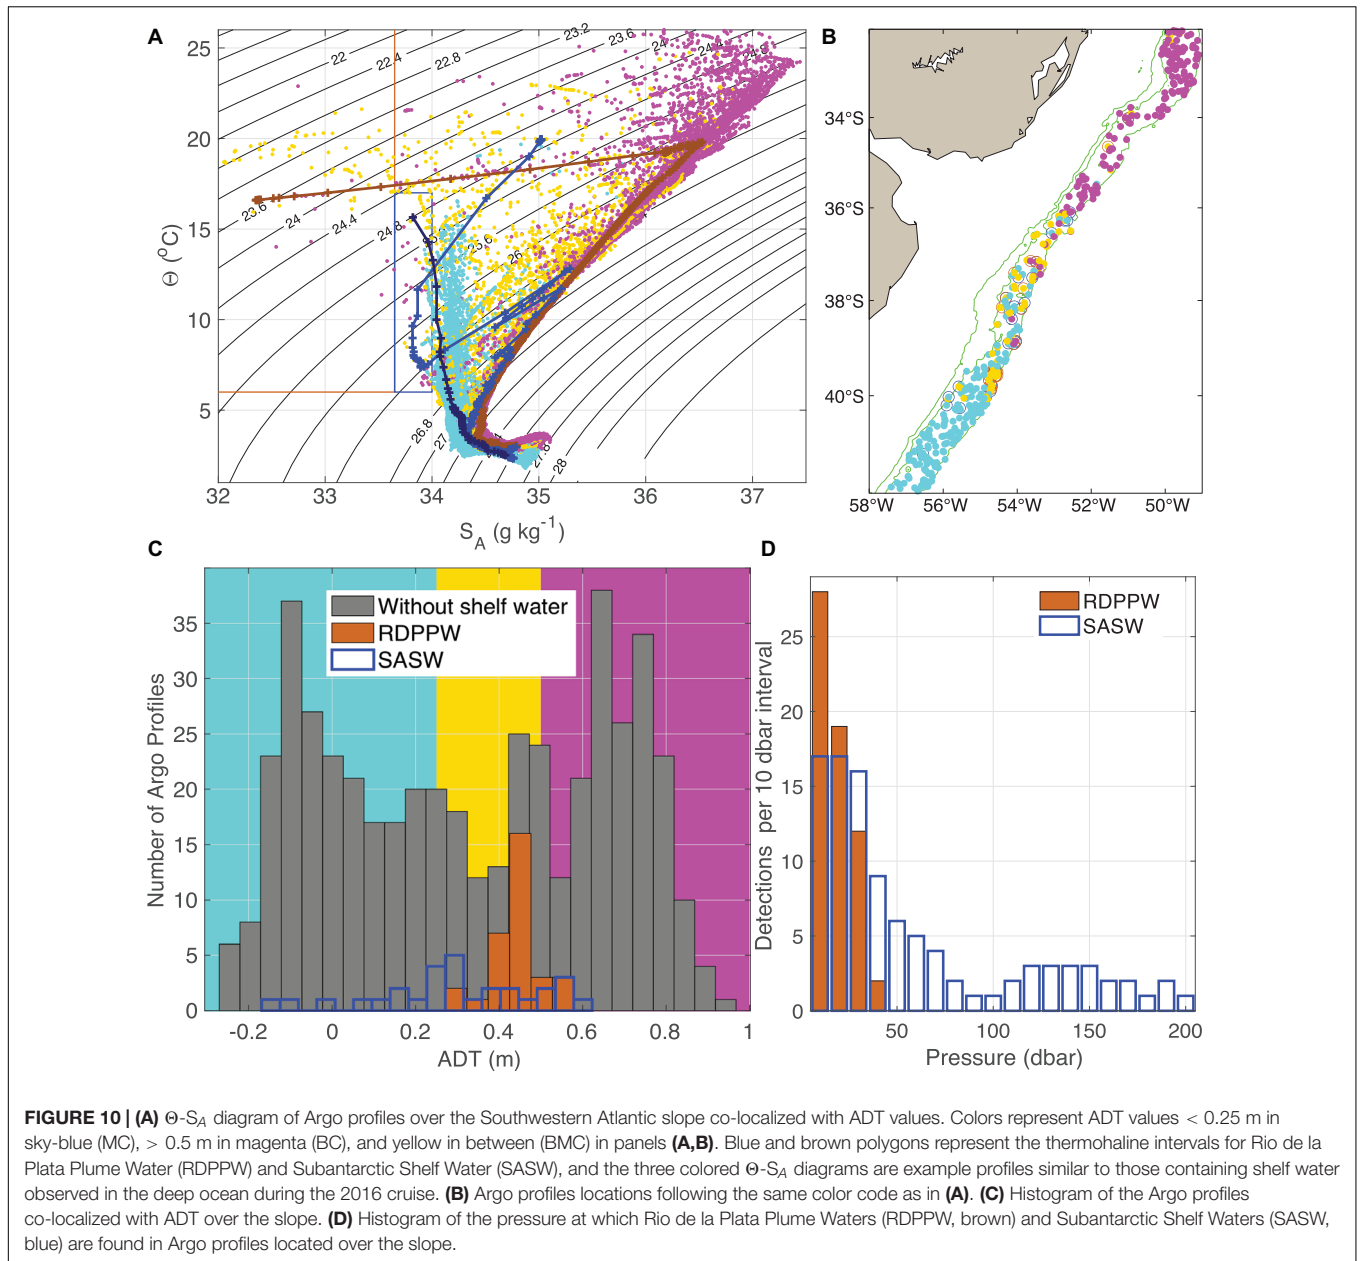 A
25
20
15
10
5
Θ (°C)
22
22.4
22.8
23.2
23.6
24
24.4
24.8
23.6
24
24.4
24.8
25.6
26
26.8
27.8
28
32
33
34
35
36
37
S_A (g kg⁻¹)
B
34°S
36°S
38°S
40°S
58°W
56°W
54°W
52°W
50°W
C
Number of Argo Profiles
35
30
25
20
15
10
5
0
Without shelf water
RDPPW
SASW
-0.2
0
0.2
0.4
0.6
0.8
1
ADT (m)
D
Detections per 10 dbar interval
25
20
15
10
5
0
RDPPW
SASW
50
100
150
200
Pressure (dbar)
FIGURE 10 | (A) Θ-S_A diagram of Argo profiles over the Southwestern Atlantic slope co-localized with ADT values. Colors represent ADT values < 0.25 m in
sky-blue (MC), > 0.5 m in magenta (BC), and yellow in between (BMC) in panels (A,B). Blue and brown polygons represent the thermohaline intervals for Rio de la
Plata Plume Water (RDPPW) and Subantarctic Shelf Water (SASW), and the three colored Θ-S_A diagrams are example profiles similar to those containing shelf water
observed in the deep ocean during the 2016 cruise. (B) Argo profiles locations following the same color code as in (A). (C) Histogram of the Argo profiles
co-localized with ADT over the slope. (D) Histogram of the pressure at which Rio de la Plata Plume Waters (RDPPW, brown) and Subantarctic Shelf Waters (SASW,
blue) are found in Argo profiles located over the slope.